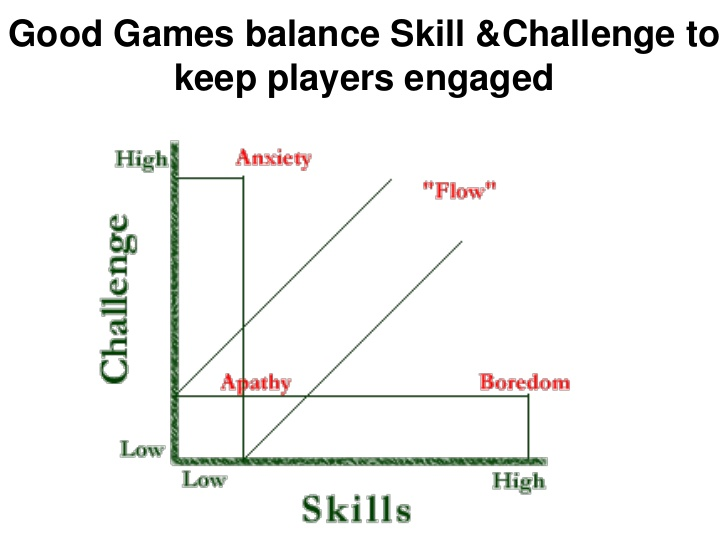 Good Games balance Skill &Challenge to
keep players engaged
High
Anxiety
"Flow"
Challenge
Apathy
Boredom
Low
Low
High
Skills